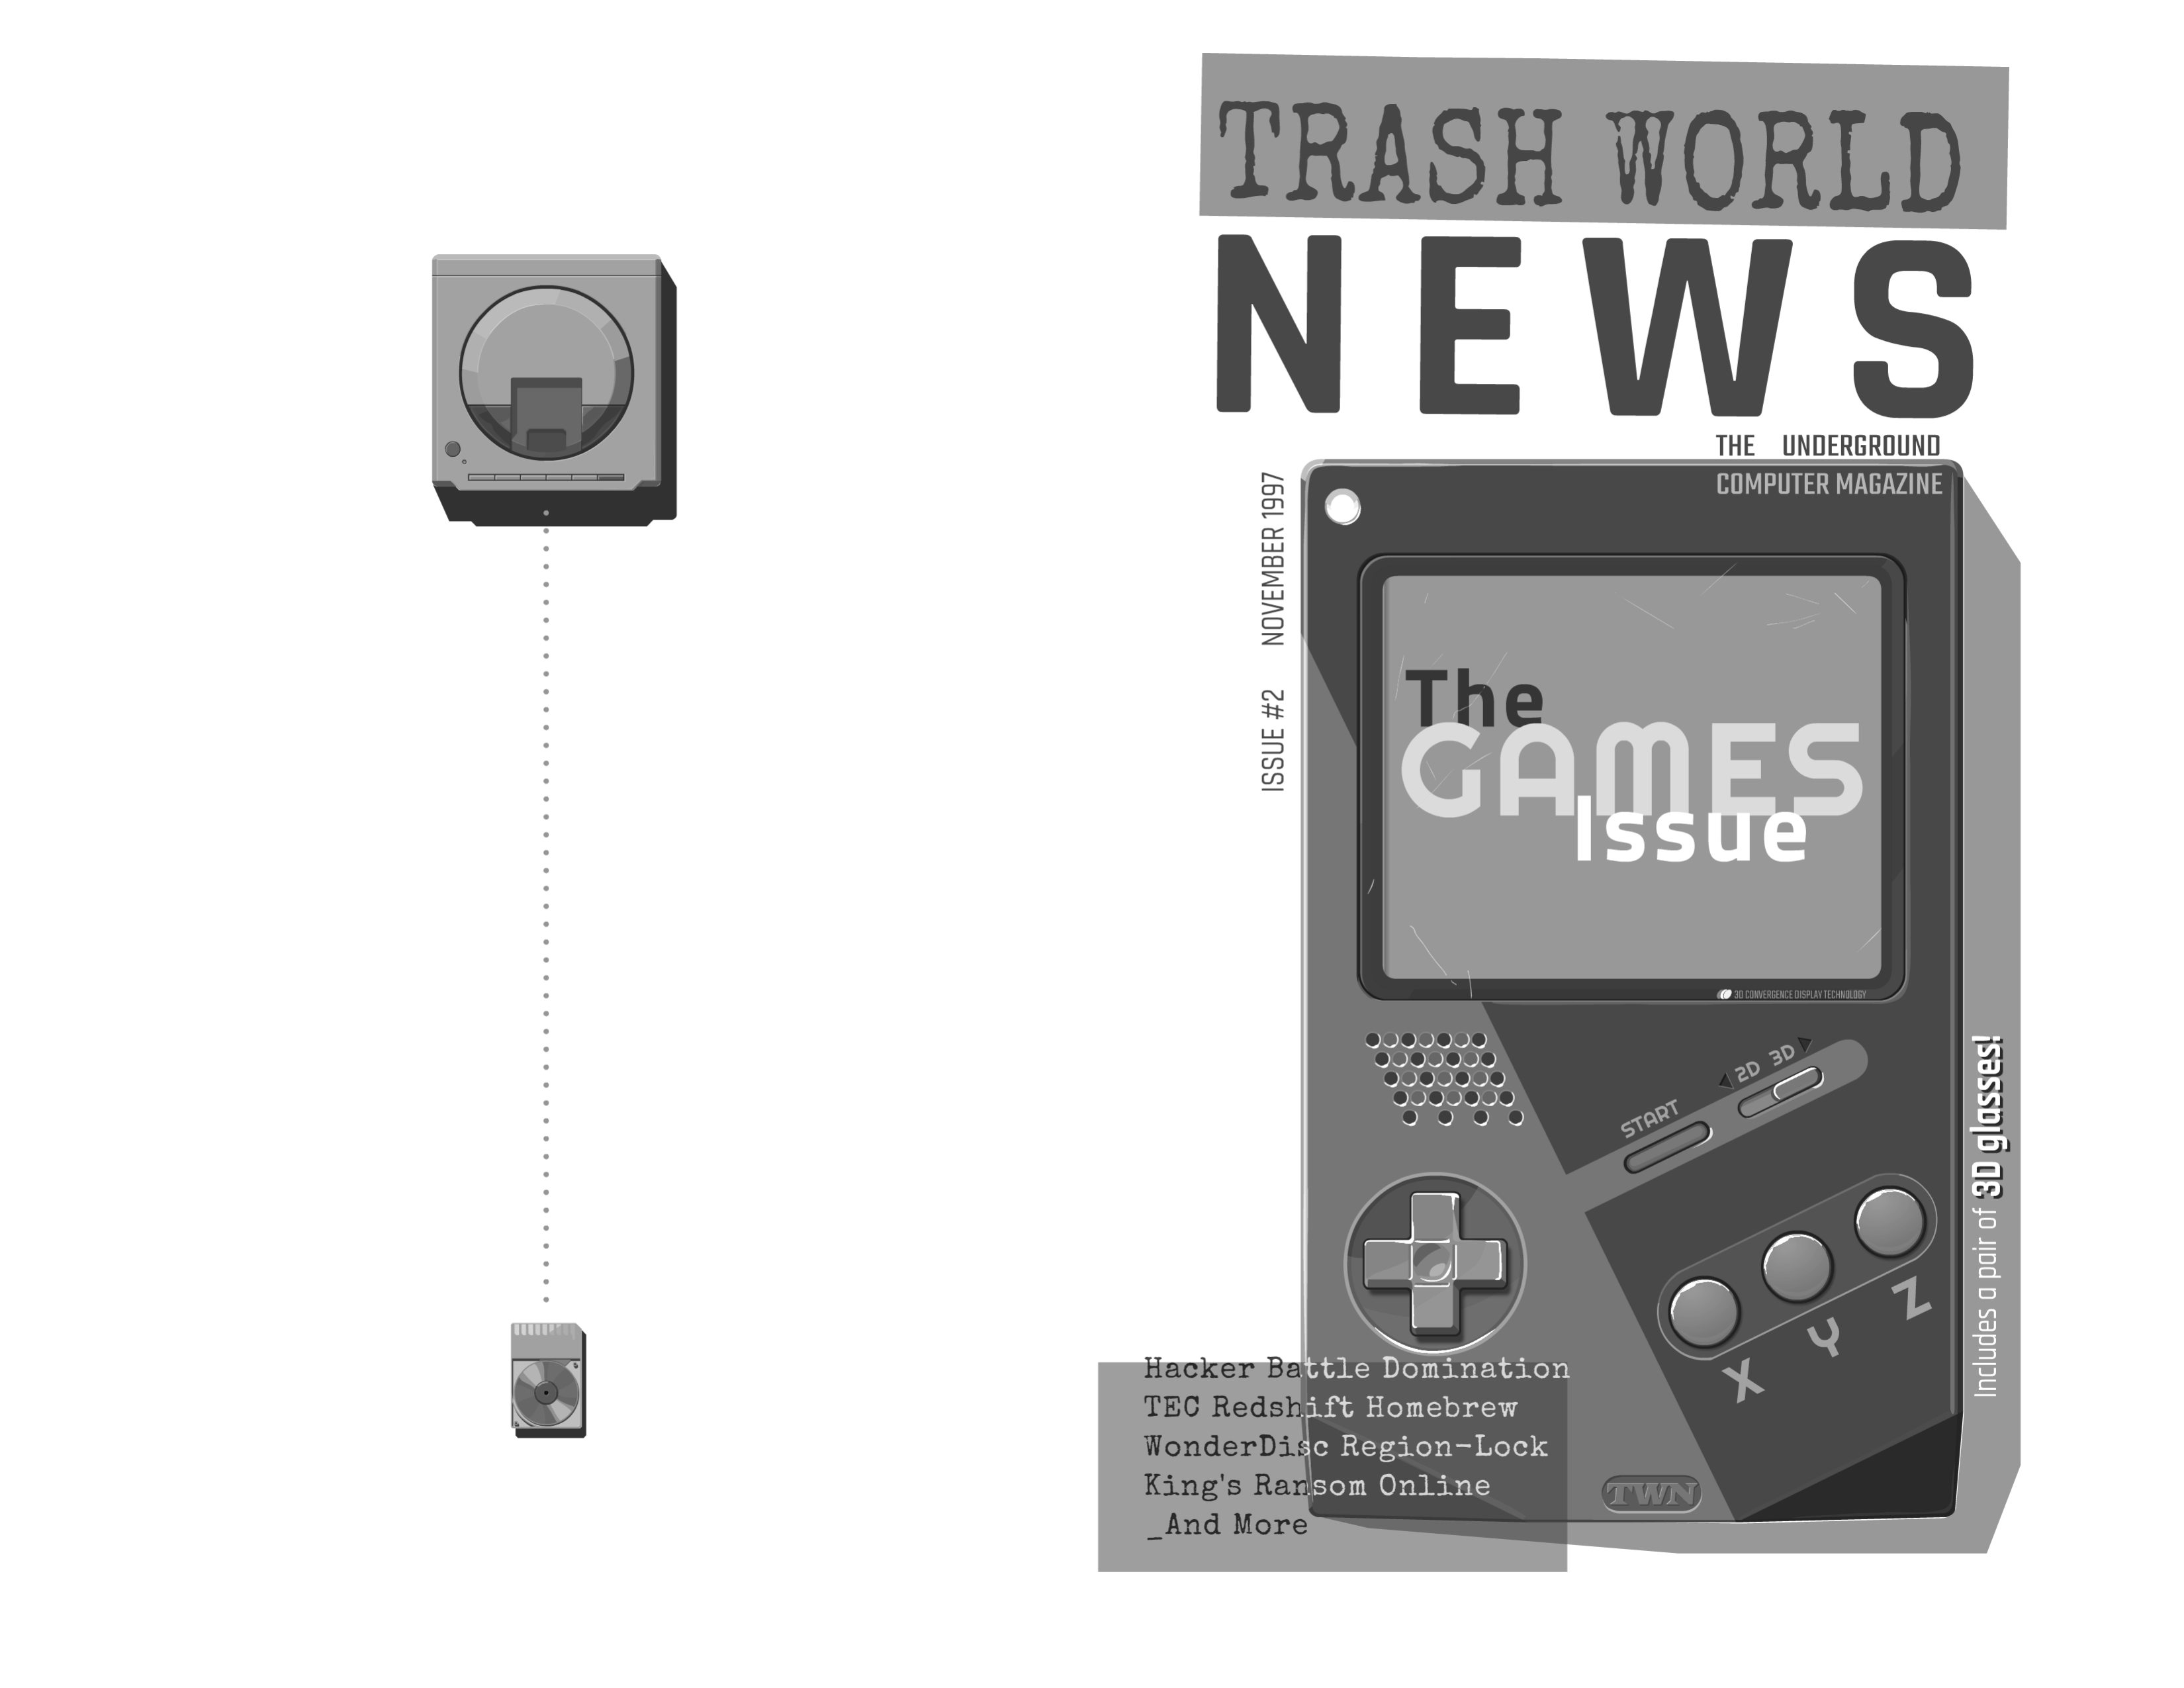 TRASH WORLD
NEWS
THE UNDERGROUND
COMPUTER MAGAZINE
ISSUE #2 NOVEMBER 1997
The
GAMES
Issue
3D CONVERGENCE DISPLAY TECHNOLOGY
START
2D 3D
X Y Z
Includes a pair of 3D glasses!
Hacker Battle Domination
TEC Redshift Homebrew
WonderDisc Region-Lock
King's Ransom Online
_And More
TWN